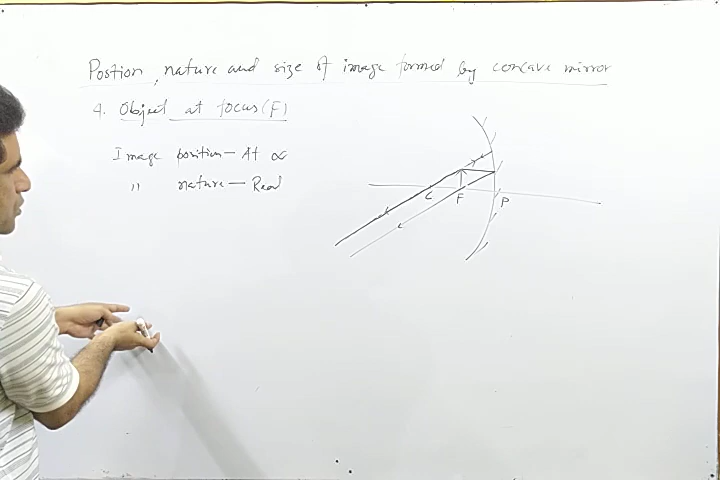 Postion, nature and size of image formed by concave mirror
4. Object at focus (F)
Image position - At ∞
" nature - Real
C F P